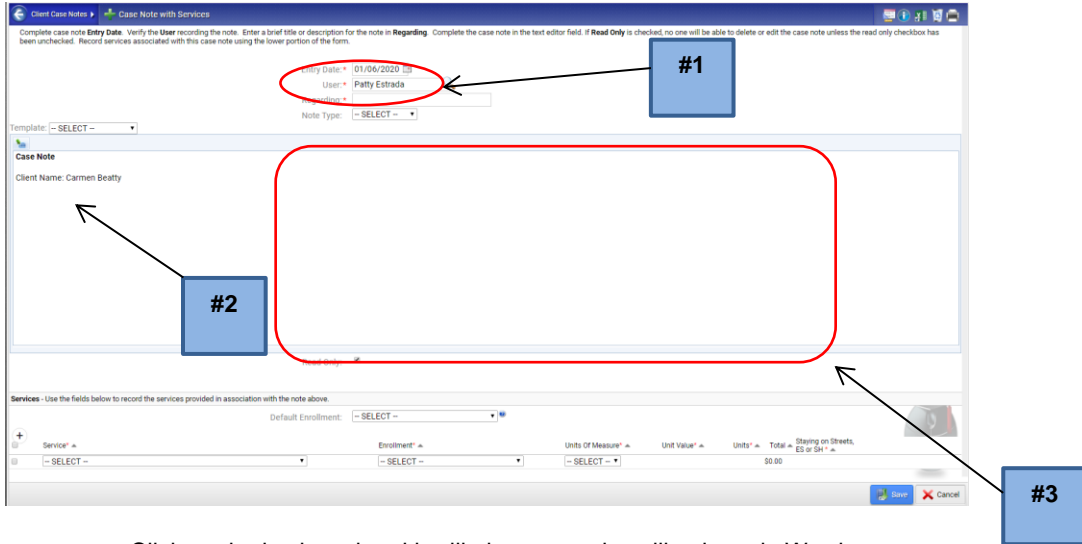 Client Case Notes Case Note with Services
Complete case note Entry Date. Verify the User recording the note. Enter a brief title or description for the note in Regarding. Complete the case note in the text editor field. If Read Only is checked, no one will be able to delete or edit the case note unless the read only checkbox has
been unchecked. Record services associated with this case note using the lower portion of the form.
Entry Date:* 01/06/2020
#1
User:* Patty Estrada
Regarding:*
Note Type: -- SELECT --
Template: -- SELECT --
Case Note
Client Name: Carmen Beatty
#2
Read Only:
Services - Use the fields below to record the services provided in association with the note above.
Default Enrollment: -- SELECT --
Service* Enrollment* Units Of Measure* Unit Value* Units* Total Staying on Streets,
ES or SH *
-- SELECT -- -- SELECT -- -- SELECT -- $0.00
Save Cancel
#3